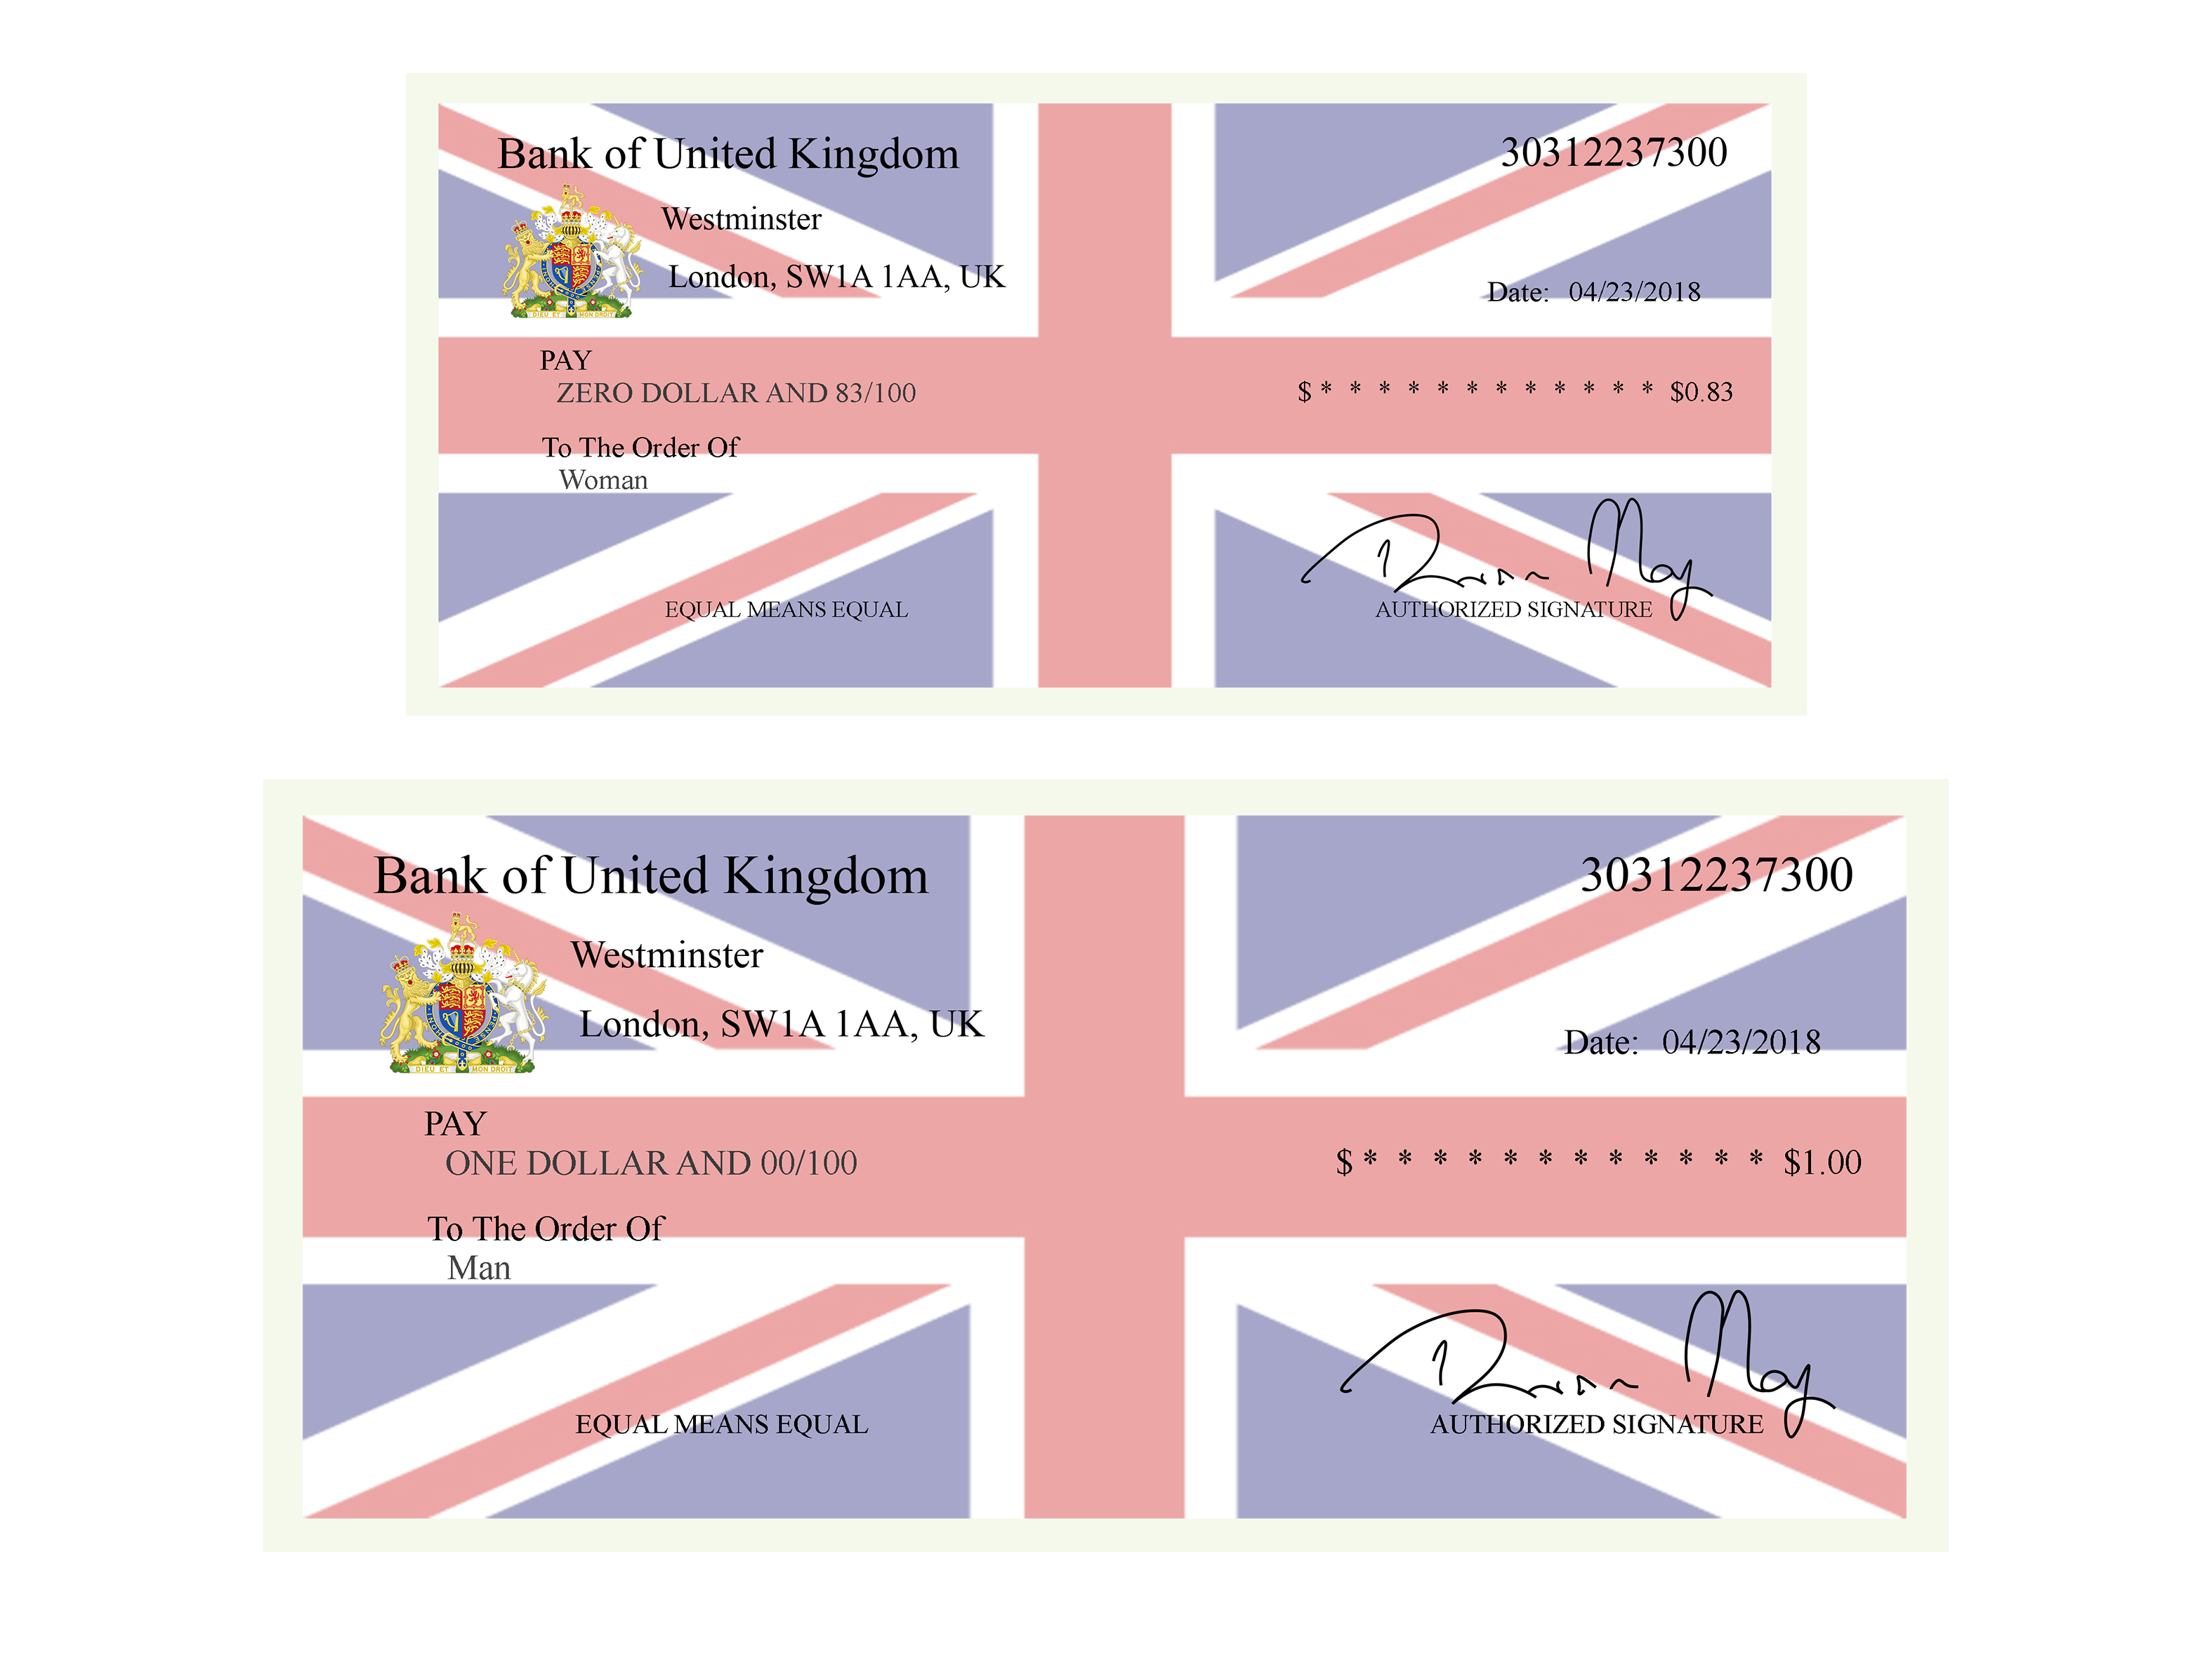 Bank of United Kingdom
30312237300
Westminster
London, SW1A 1AA, UK
Date: 04/23/2018
DIEU ET MON DROIT
PAY
ZERO DOLLAR AND 83/100
$ * * * * * * * * * * * * $0.83
To The Order Of
Woman
EQUAL MEANS EQUAL
AUTHORIZED SIGNATURE
Bank of United Kingdom
30312237300
Westminster
London, SW1A 1AA, UK
Date: 04/23/2018
DIEU ET MON DROIT
PAY
ONE DOLLAR AND 00/100
$ * * * * * * * * * * * * $1.00
To The Order Of
Man
EQUAL MEANS EQUAL
AUTHORIZED SIGNATURE